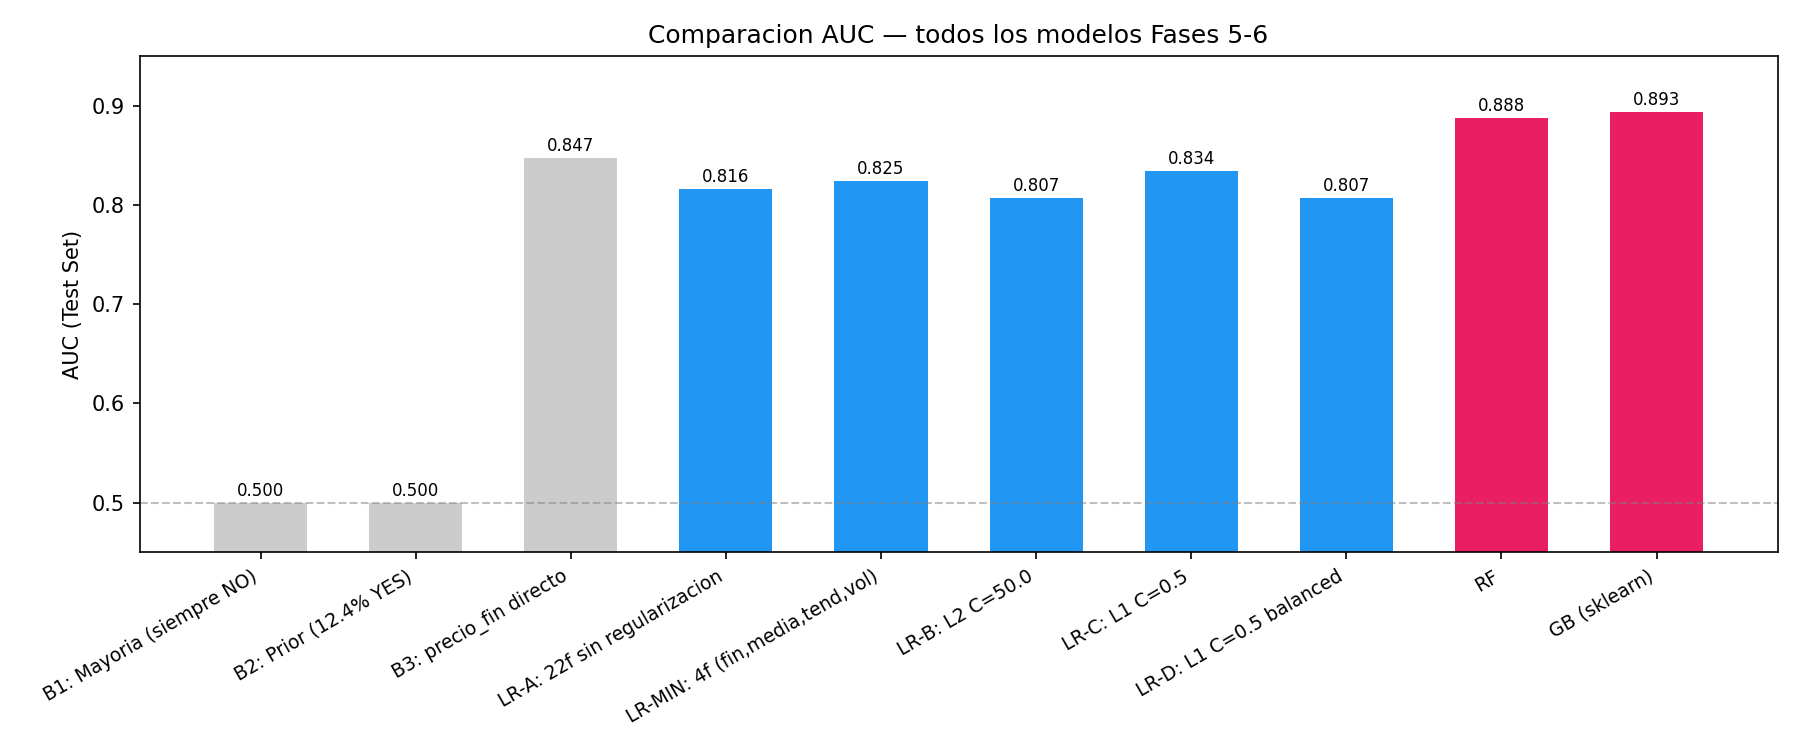 Comparacion AUC — todos los modelos Fases 5-6
AUC (Test Set)
0.9
0.8
0.7
0.6
0.5
0.500
0.500
0.847
0.816
0.825
0.807
0.834
0.807
0.888
0.893
B1: Mayoria (siempre NO)
B2: Prior (12.4% YES)
B3: precio_fin directo
LR-A: 22f sin regularizacion
LR-MIN: 4f (fin,media,tend,vol)
LR-B: L2 C=50.0
LR-C: L1 C=0.5
LR-D: L1 C=0.5 balanced
RF
GB (sklearn)